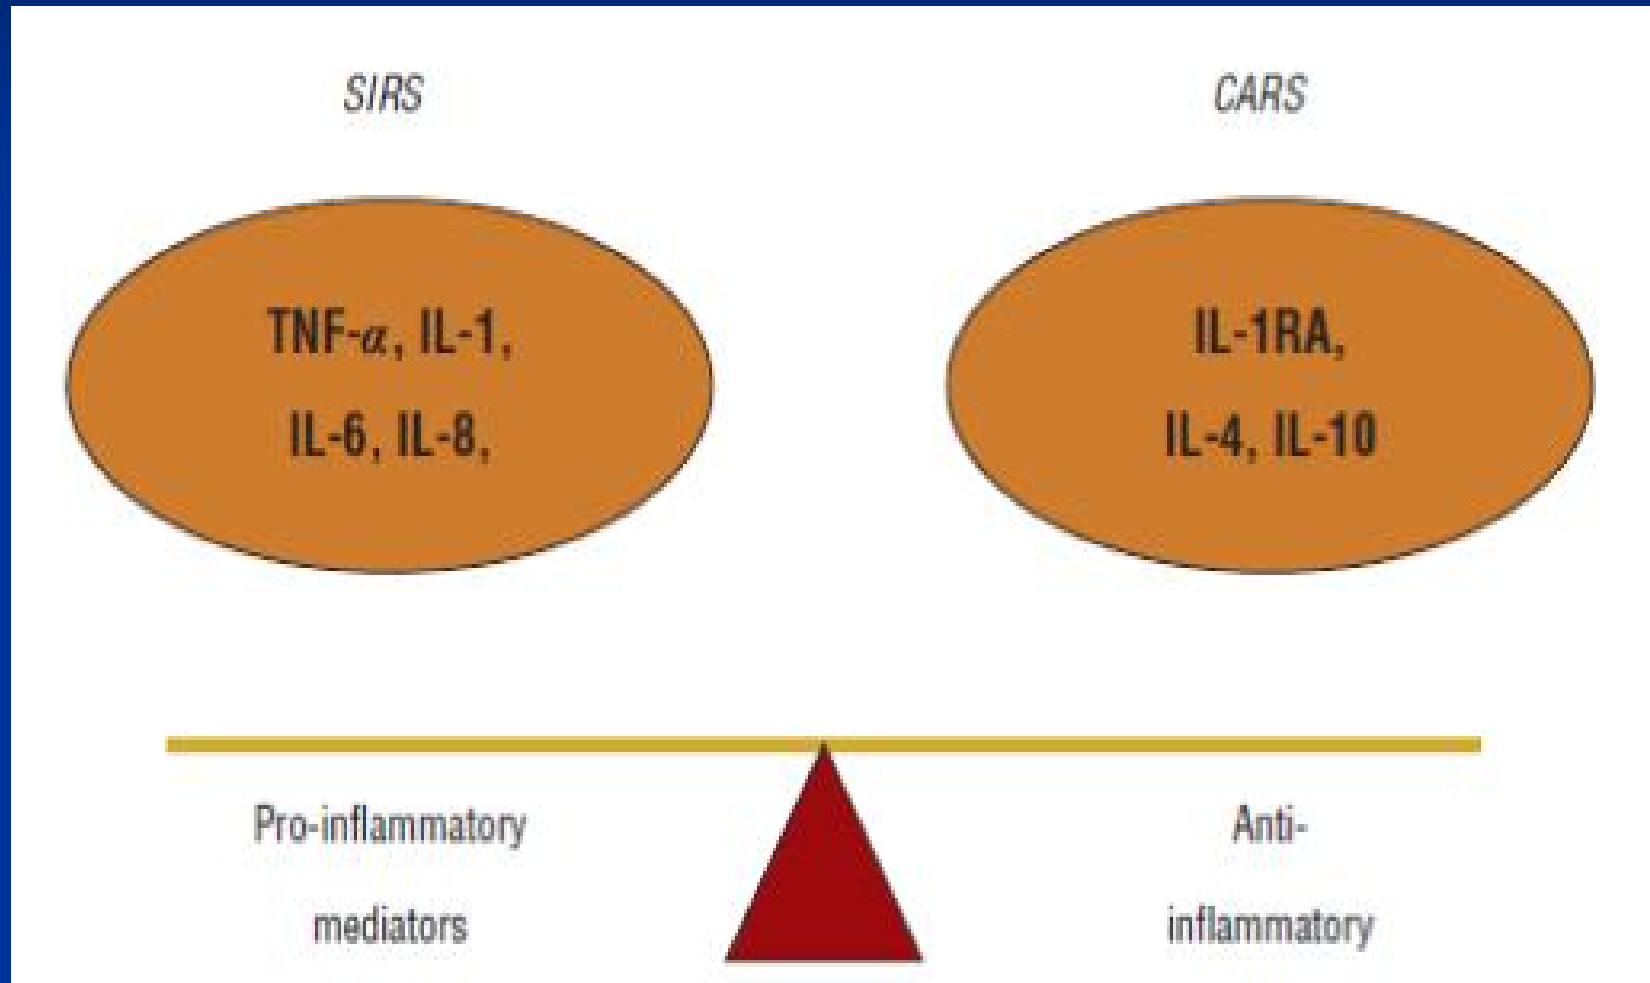 SIRS
TNF-α, IL-1,
IL-6, IL-8,
Pro-inflammatory
mediators
CARS
IL-1RA,
IL-4, IL-10
Anti-
inflammatory